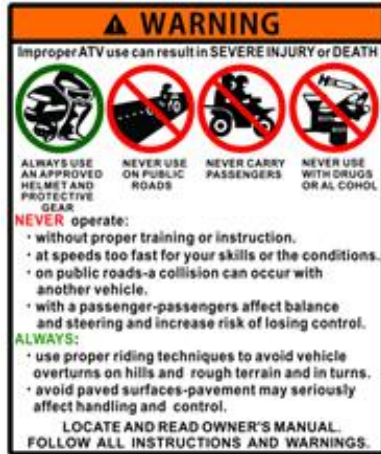 WARNING
Improper ATV use can result in SEVERE INJURY or DEATH
ALWAYS USE
AN APPROVED
HELMET AND
PROTECTIVE
GEAR
NEVER USE
ON PUBLIC
ROADS
NEVER CARRY
PASSENGERS
NEVER USE
WITH DRUGS
OR AL COHOL
NEVER operate:
· without proper training or instruction.
· at speeds too fast for your skills or the conditions.
· on public roads-a collision can occur with
another vehicle.
· with a passenger-passengers affect balance
and steering and increase risk of losing control.
ALWAYS:
· use proper riding techniques to avoid vehicle
overturns on hills and rough terrain and in turns.
· avoid paved surfaces-pavement may seriously
affect handling and control.
LOCATE AND READ OWNER'S MANUAL.
FOLLOW ALL INSTRUCTIONS AND WARNINGS.